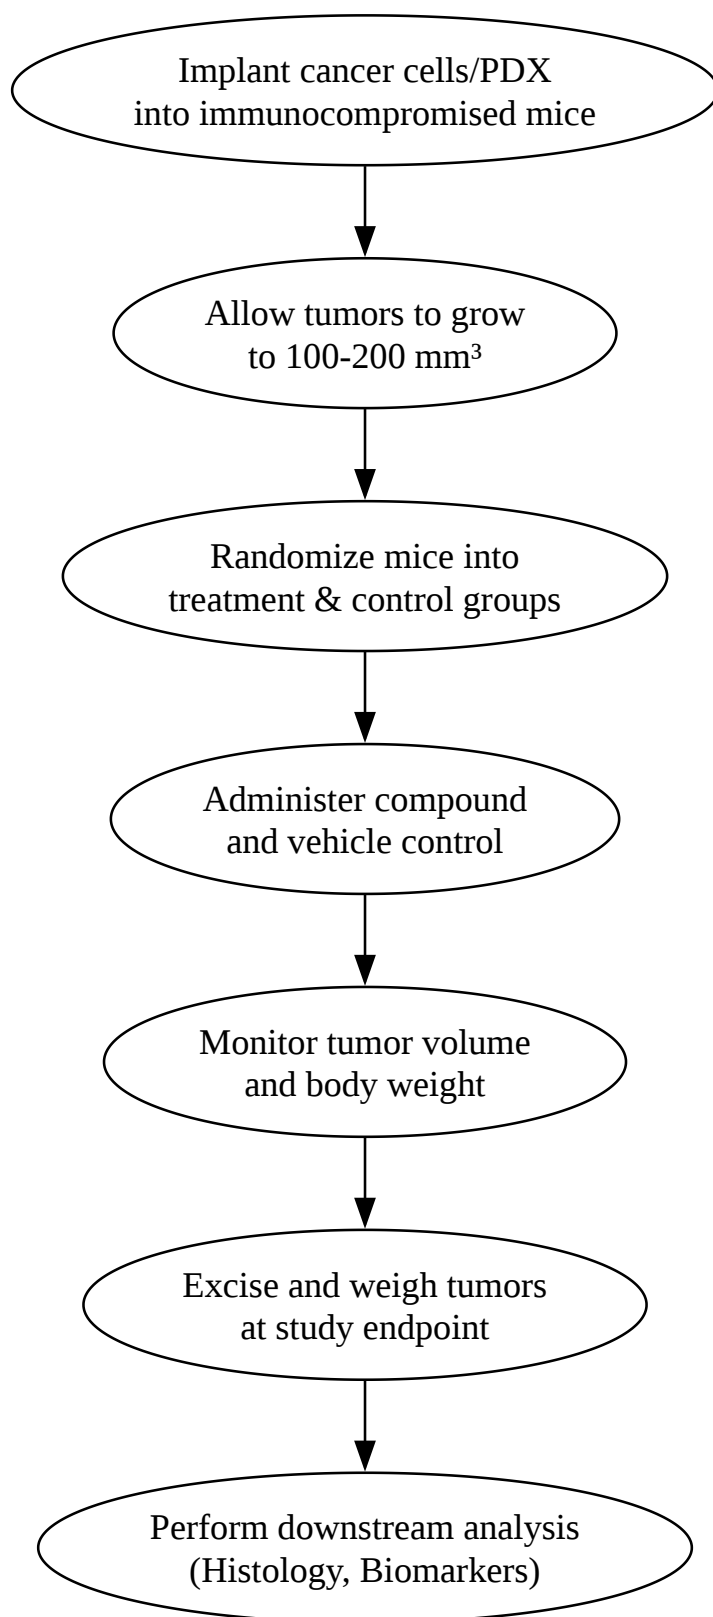 Implant cancer cells/PDX
into immunocompromised mice
Allow tumors to grow
to 100-200 mm³
Randomize mice into
treatment & control groups
Administer compound
and vehicle control
Monitor tumor volume
and body weight
Excise and weigh tumors
at study endpoint
Perform downstream analysis
(Histology, Biomarkers)